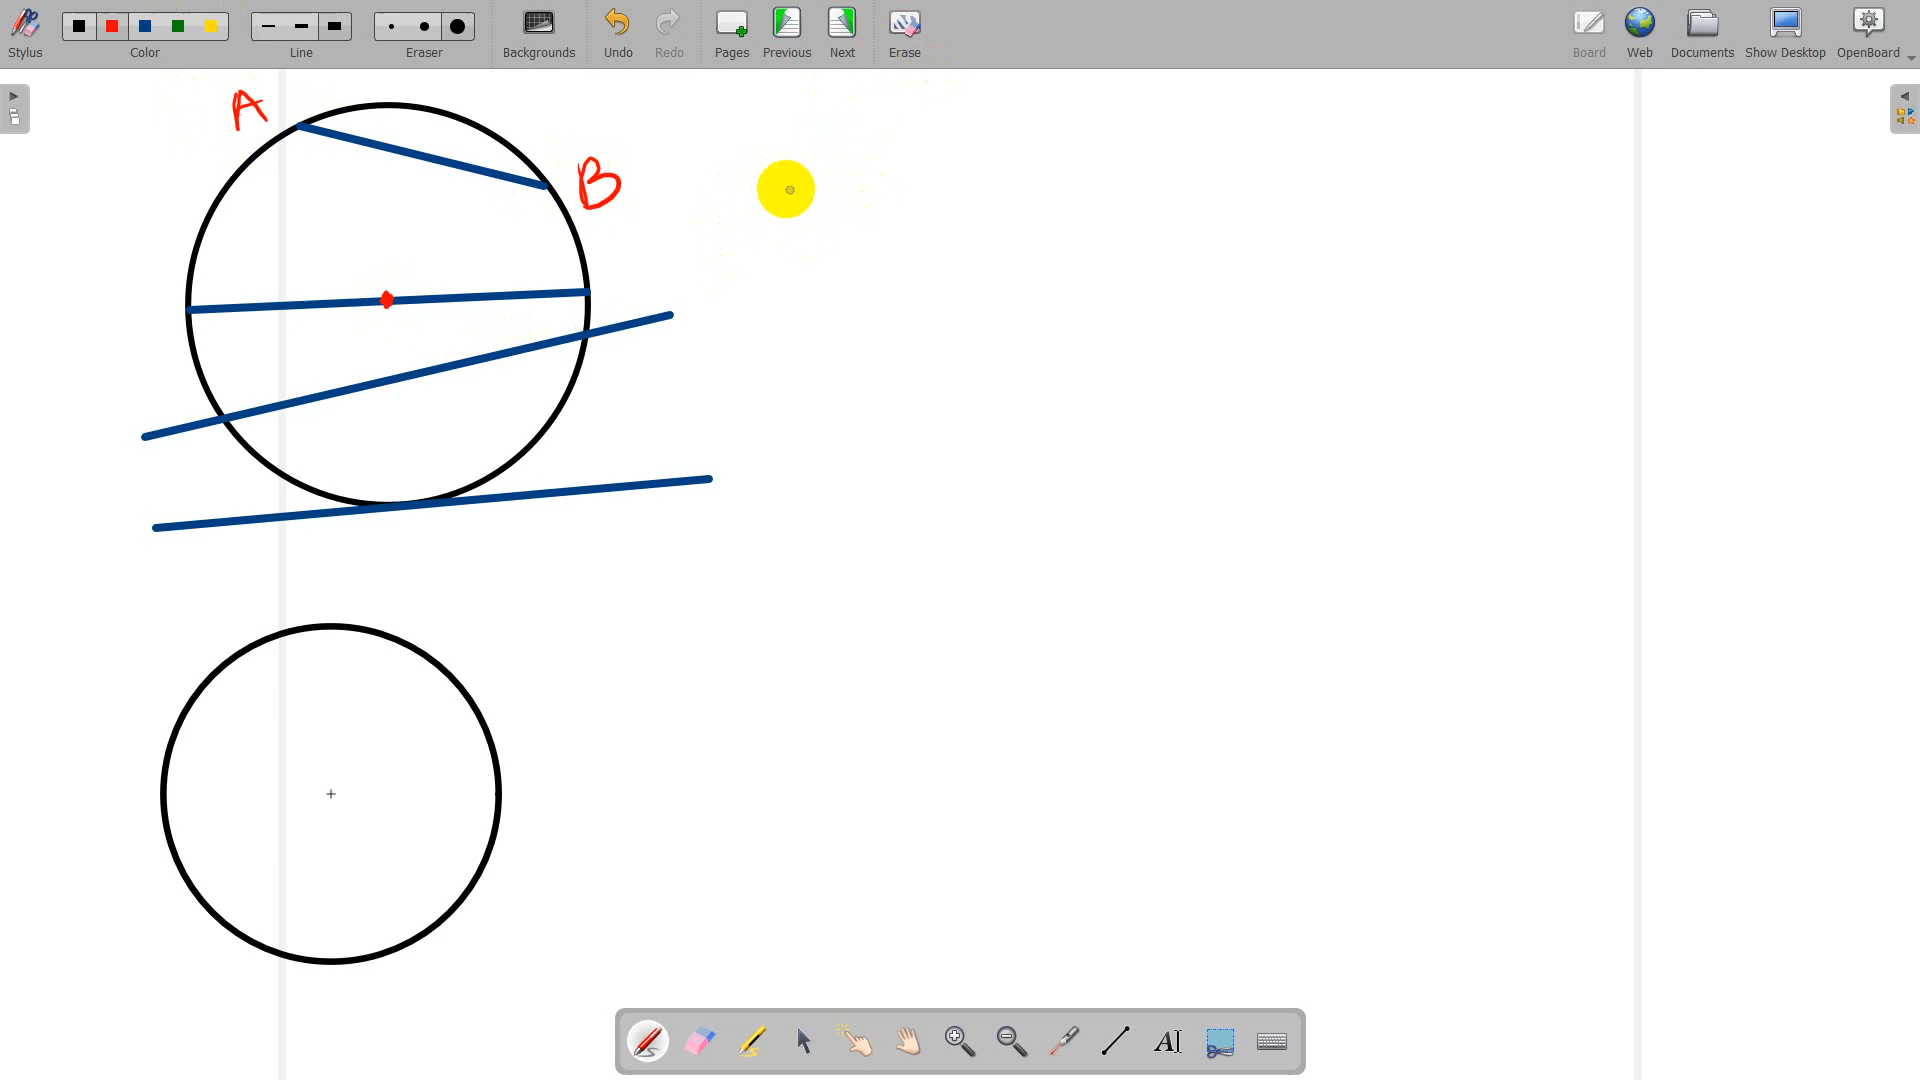 Stylus Color Line Eraser Backgrounds Undo Redo Pages Previous Next Erase Board Web Documents Show Desktop OpenBoard
A
B